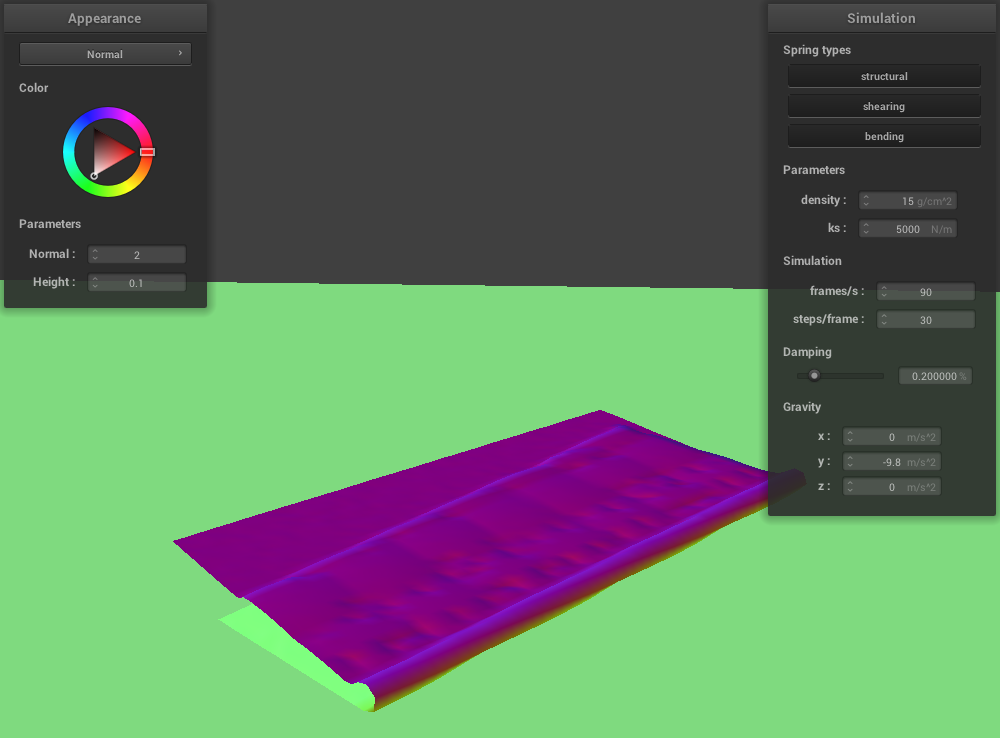 Appearance
Normal
Color
Parameters
Normal : 2
Height : 0.1
Simulation
Spring types
structural
shearing
bending
Parameters
density : 15 g/cm^2
ks : 5000 N/m
Simulation
frames/s : 90
steps/frame : 30
Damping
0.200000 %
Gravity
x : 0 m/s^2
y : -9.8 m/s^2
z : 0 m/s^2